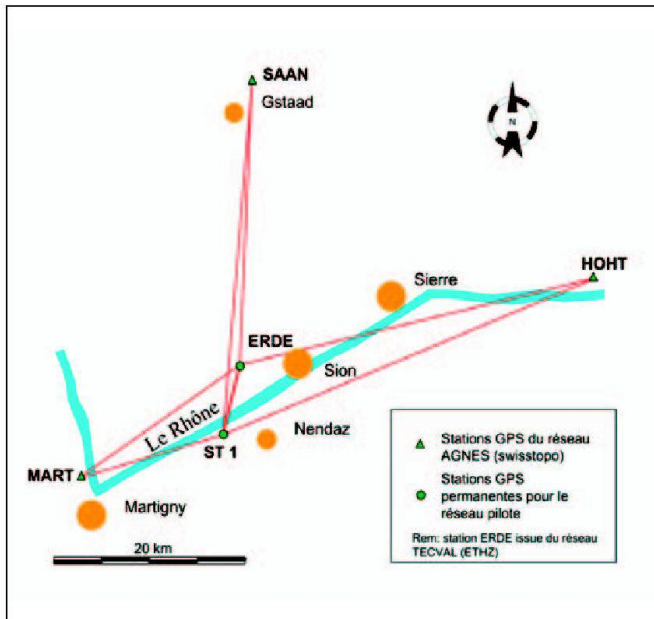 SAAN
Gstaad
N
HOHT
Sierre
ERDE
Sion
Le Rhône
Nendaz
ST 1
MART
Martigny
20 km
Stations GPS du réseau
AGNES (swisstopo)
Stations GPS
permanentes pour le
réseau pilote
Rem: station ERDE issue du réseau
TECVAL (ETHZ)